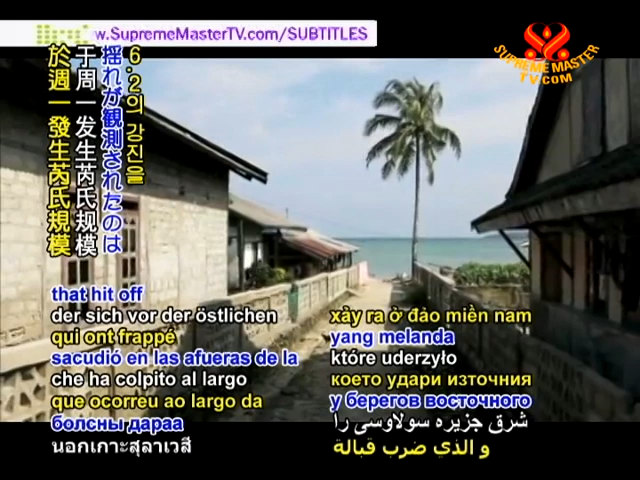 w.SupremeMasterTV.com/SUBTITLES
SUPREME MASTER
TV.COM
6.2의 강진을
揺れが観測されたのは
于周一发生芮氏规模
於週一發生芮氏規模
that hit off
der sich vor der östlichen
qui ont frappé
sacudió en las afueras de la
che ha colpito al largo
que ocorreu ao largo da
болсны дараа
นอกเกาะสุลาเวสี
xảy ra ở đảo miền nam
yang melanda
które uderzyło
което удари източния
у берегов восточного
شرق جزیره سولاوسی را
و الذي ضرب قبالة